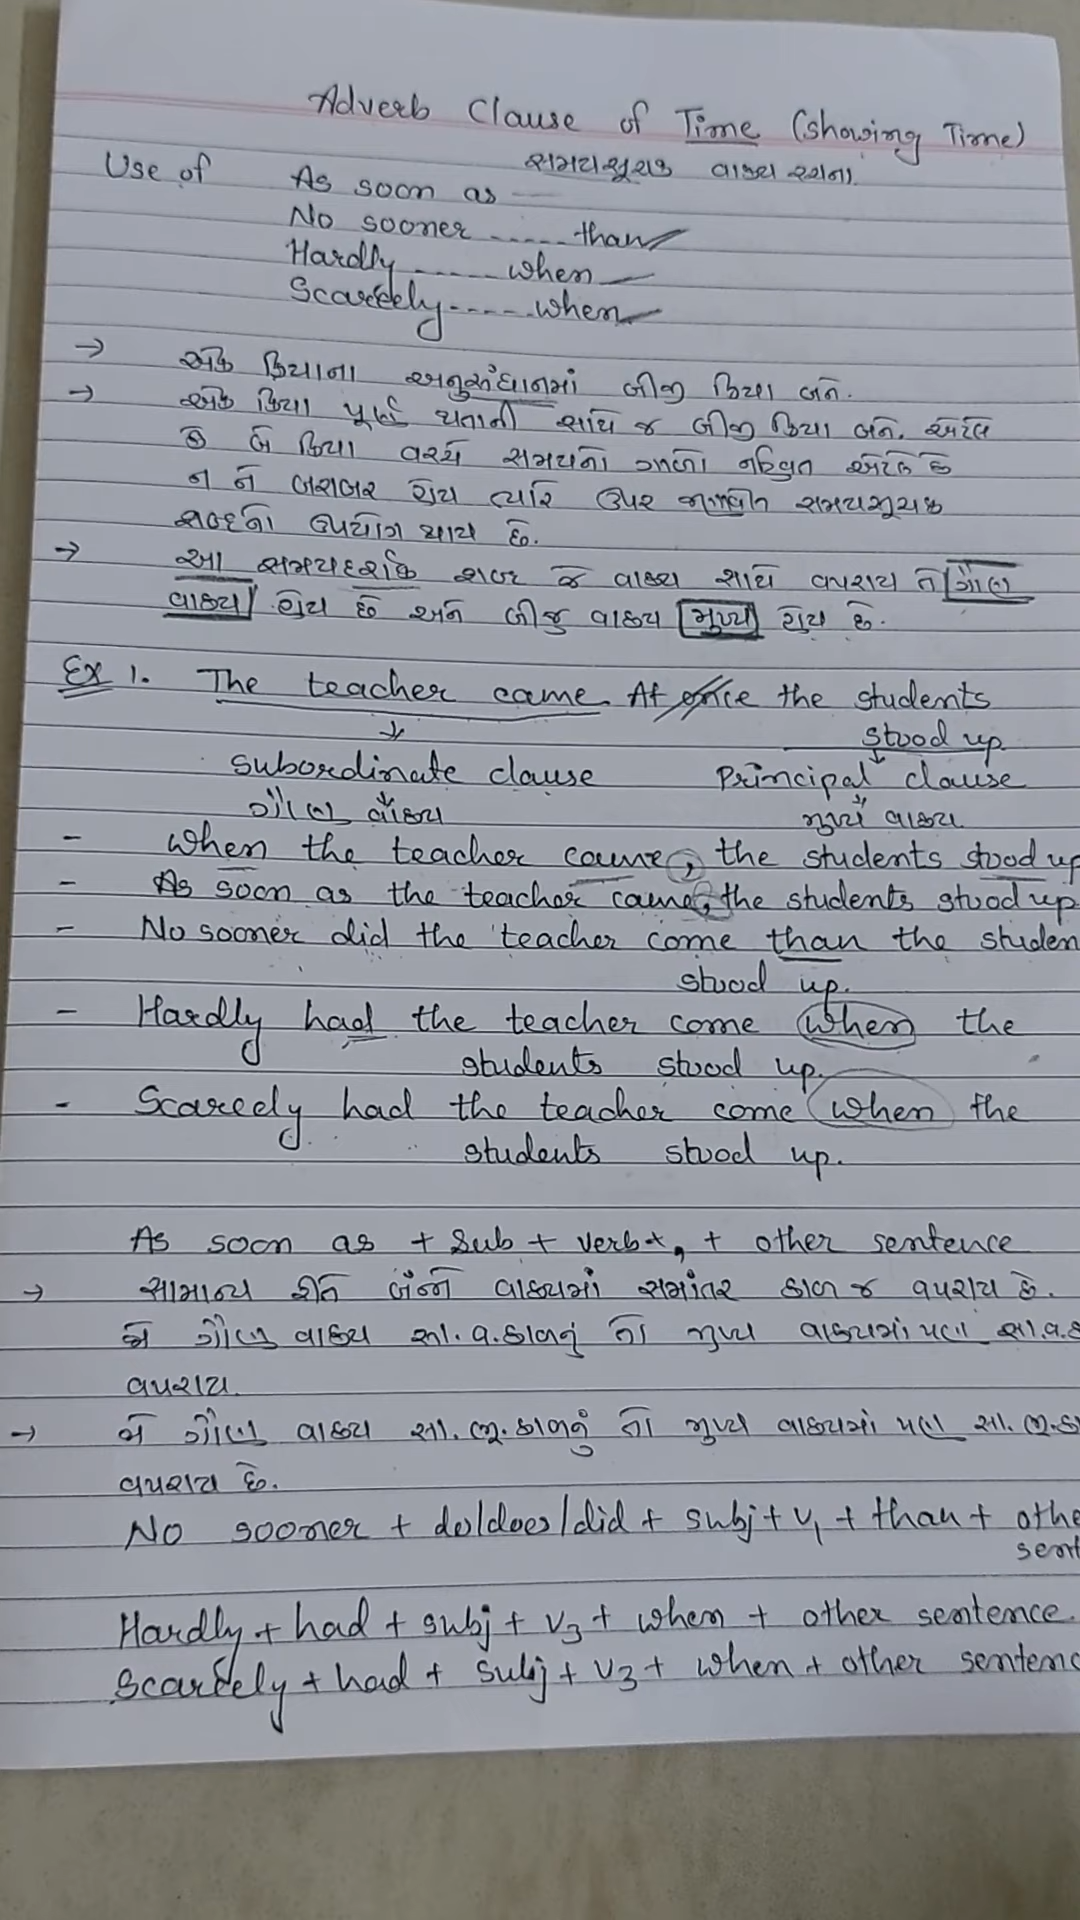 Adverb Clause of Time (showing Time)
સમયસૂચક વાક્ય રચના.
Use of As soon as —
No sooner ..... than
Hardly ...... when
Scarcely ..... when
→ એક ક્રિયાના અનુસંધાનમાં બીજી ક્રિયા બને.
→ એક ક્રિયા પૂર્ણ થતાની સાથે જ બીજી ક્રિયા બને. એટલે
કે બે ક્રિયા વચ્ચે સમયનો ગાળો નહિવત એટલે કે
ન ને બરાબર હોય ત્યારે ઉપર મુજબના સમયસૂચક
શબ્દનો ઉપયોગ થાય છે.
→ આ સમયદર્શક શબ્દ જે વાક્ય સાથે વપરાય તે ગૌણ
વાક્ય હોય છે અને બીજુ વાક્ય મુખ્ય હોય છે.
Ex 1. The teacher came. At once the students
stood up
subordinate clause Principal clause
ગૌણ વાક્ય મુખ્ય વાક્ય
- When the teacher came, the students stood up
- As soon as the teacher came, the students stood up
- No sooner did the teacher come than the studen
stood up.
- Hardly had the teacher come when the
students stood up.
- Scarcely had the teacher come when the
students stood up.
As soon as + sub + verb+, + other sentence
→ સામાન્ય રીતે બંને વાક્યમાં સમાંતર કાળ જ વપરાય છે.
જો ગૌણ વાક્ય સા. વ. કાળનું તો મુખ્ય વાક્યમાં પણ સા. વ. ક
વપરાય.
→ જો ગૌણ વાક્ય સા. ભૂ. કાળનું તો મુખ્ય વાક્યમાં પણ સા. ભૂ. ક
વપરાય છે.
No sooner + do/does/did + subj + V1 + than + othe
sent
Hardly + had + subj + V3 + when + other sentence.
Scarcely + had + subj + V3 + when + other sentenc